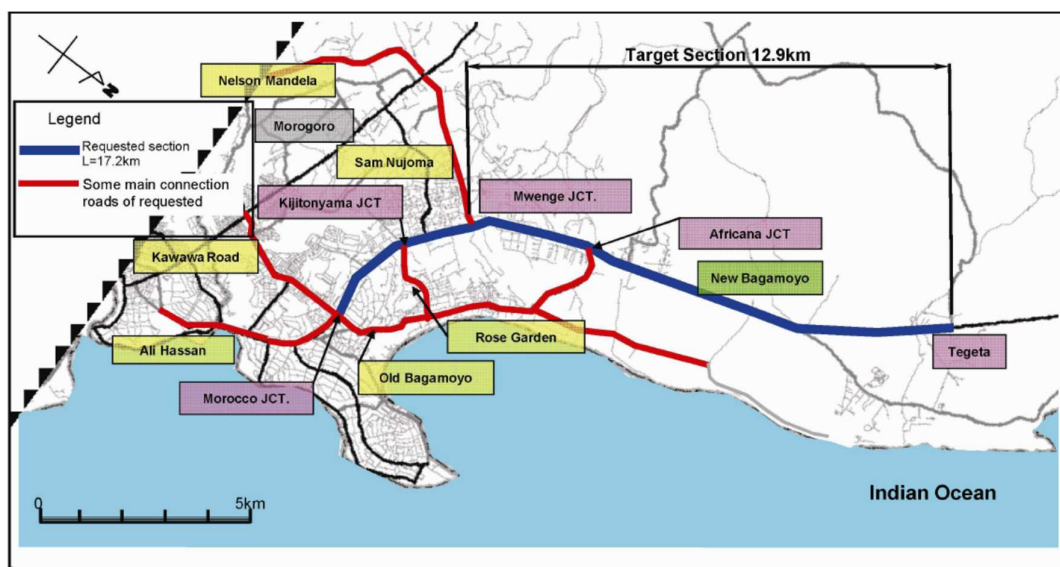 N
Target Section 12.9km
Nelson Mandela
Legend
Requested section
L=17.2km
Some main connection
roads of requested
Morogoro
Sam Nujoma
Kijitonyama JCT
Mwenge JCT.
Africana JCT
Kawawa Road
New Bagamoyo
Rose Garden
Ali Hassan
Tegeta
Old Bagamoyo
Morocco JCT.
0 5km
Indian Ocean